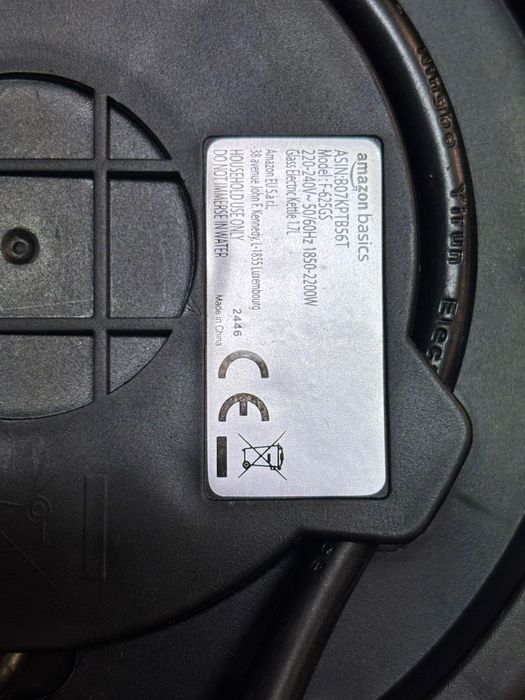 amazon basics
ASIN:B07KPTB56T
Model: F-625GS
220-240V~ 50/60Hz 1850-2200W
Glass Electric Kettle 1.7L
Amazon EU S.à r.l.
38 avenue John F. Kennedy, L-1855 Luxembourg
HOUSEHOLD USE ONLY
DO NOT IMMERSE IN WATER
2446
Made in China
CE
Yirun Elec